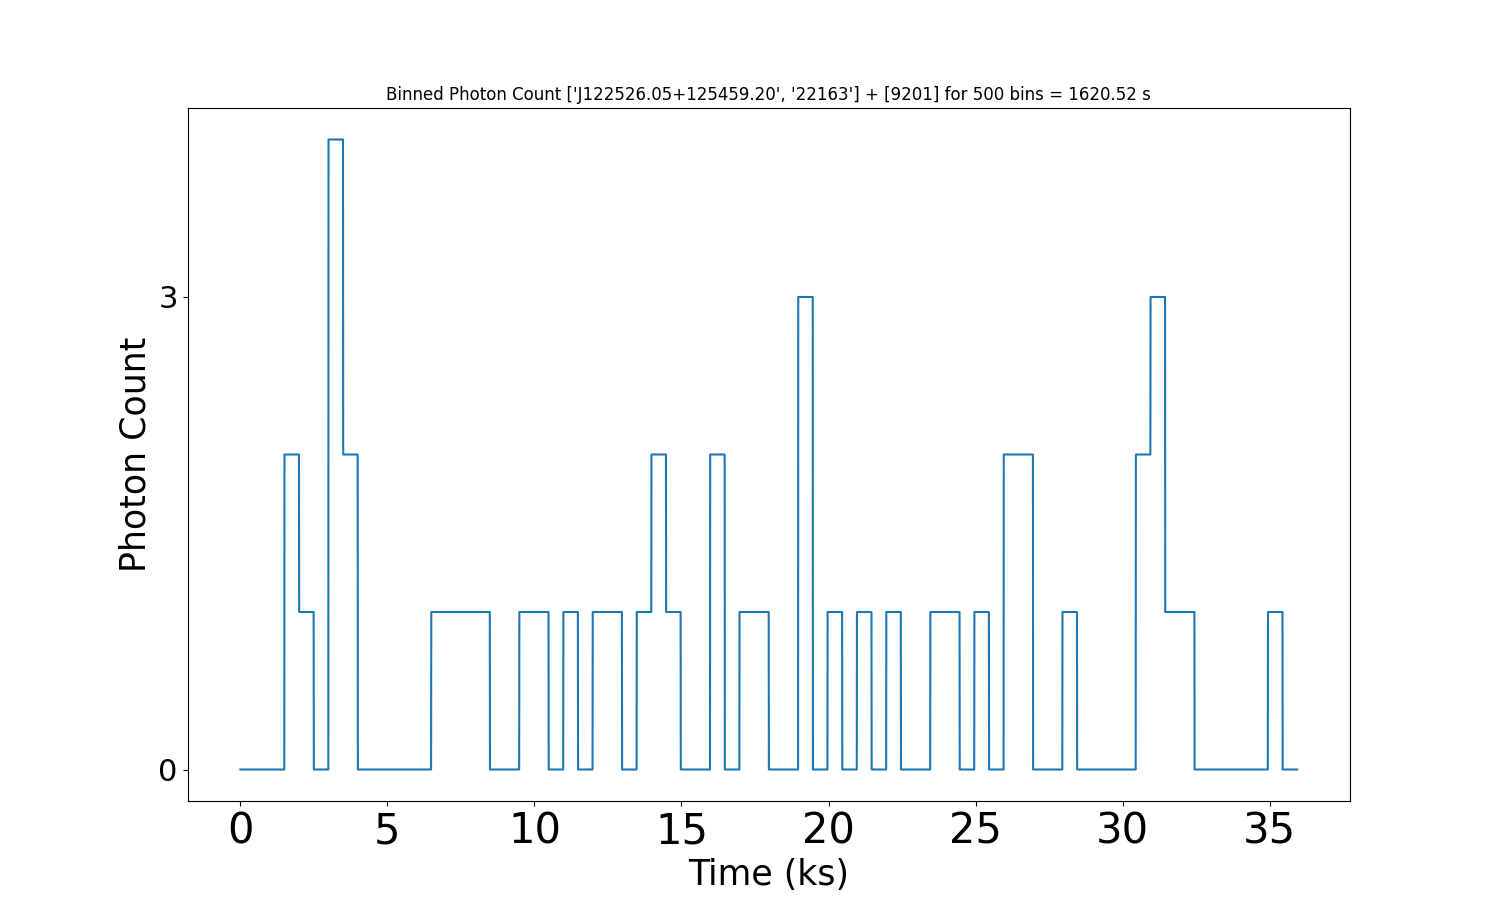 Binned Photon Count ['J122526.05+125459.20', '22163'] + [9201] for 500 bins = 1620.52 s
3
0
Photon Count
0 5 10 15 20 25 30 35
Time (ks)